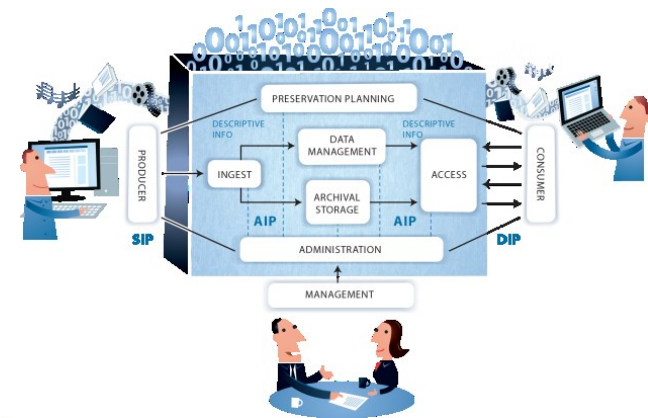 PRESERVATION PLANNING
DESCRIPTIVE
INFO
DATA
MANAGEMENT
DESCRIPTIVE
INFO
PRODUCER
INGEST
ACCESS
CONSUMER
ARCHIVAL
STORAGE
SIP
AIP
AIP
DIP
ADMINISTRATION
MANAGEMENT